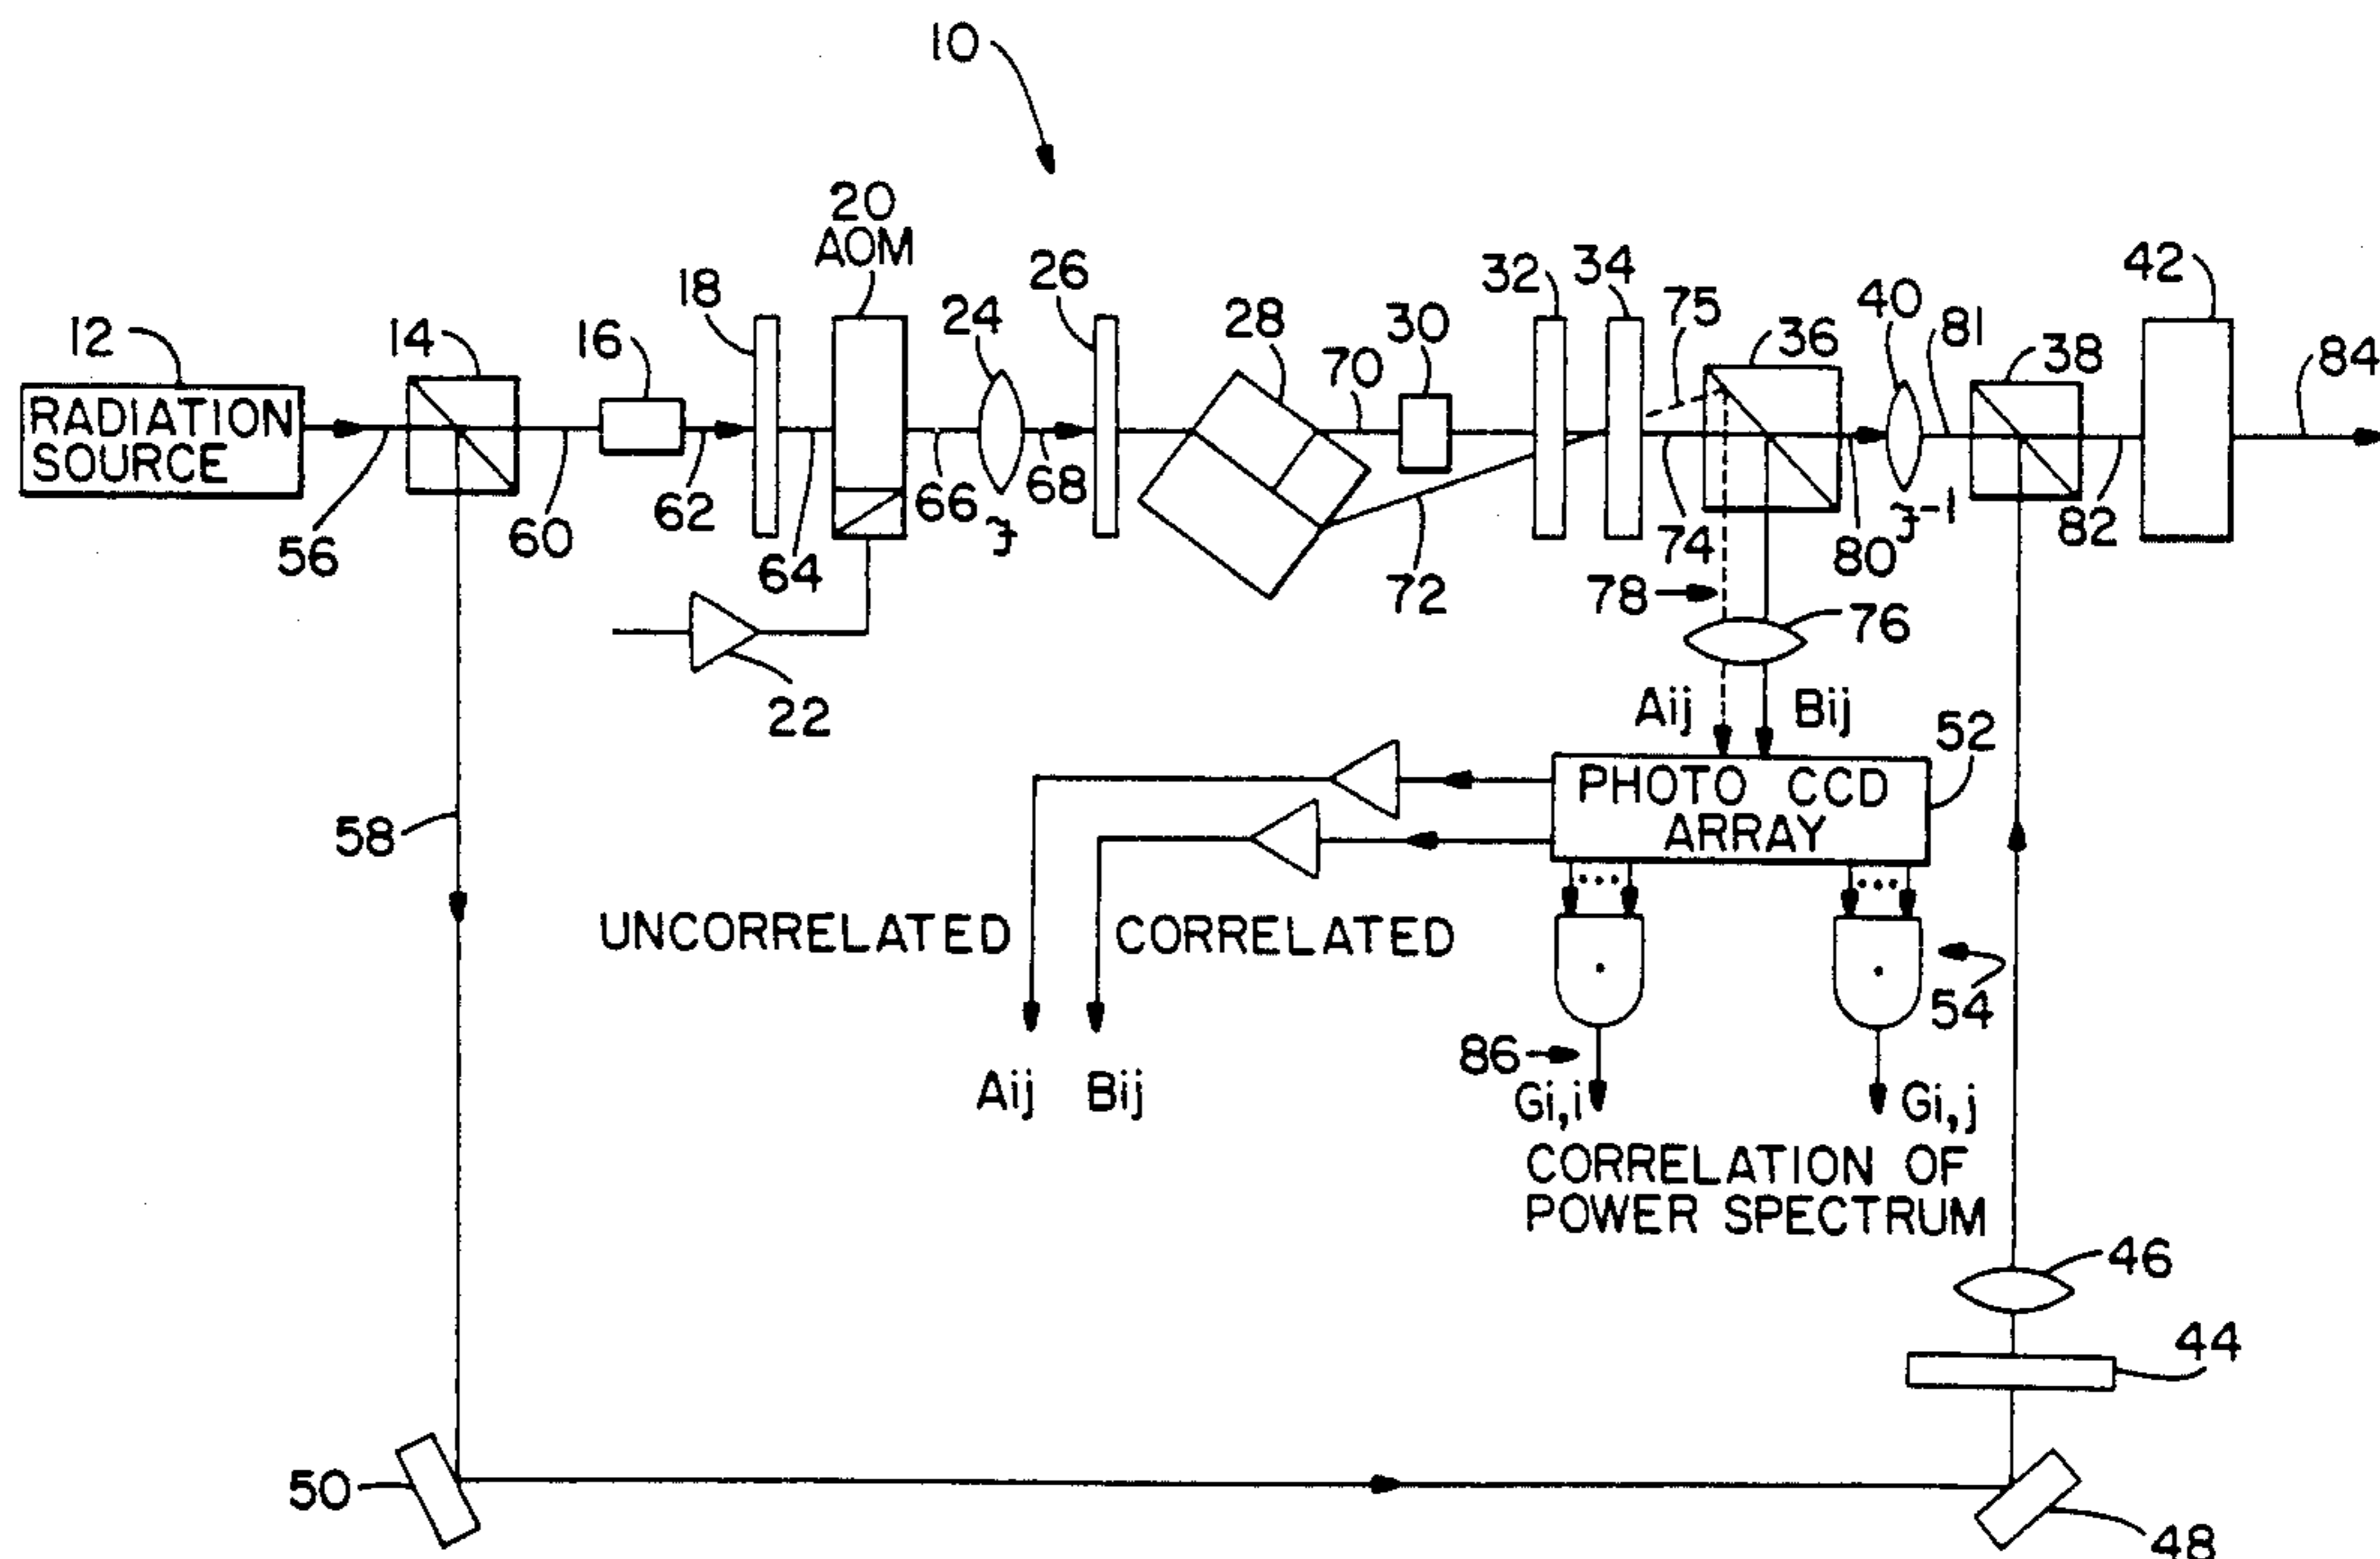 10
20
AOM
12
14
16
18
24
26
28
70
30
32
34
75
36
40
81
38
42
84
RADIATION
SOURCE
56
60
62
64
66
68
72
74
78
80
82
22
76
Aij
Bij
52
PHOTO CCD
ARRAY
58
UNCORRELATED
CORRELATED
54
86
Aij
Bij
Gi,i
Gi,j
CORRELATION OF
POWER SPECTRUM
46
44
50
48